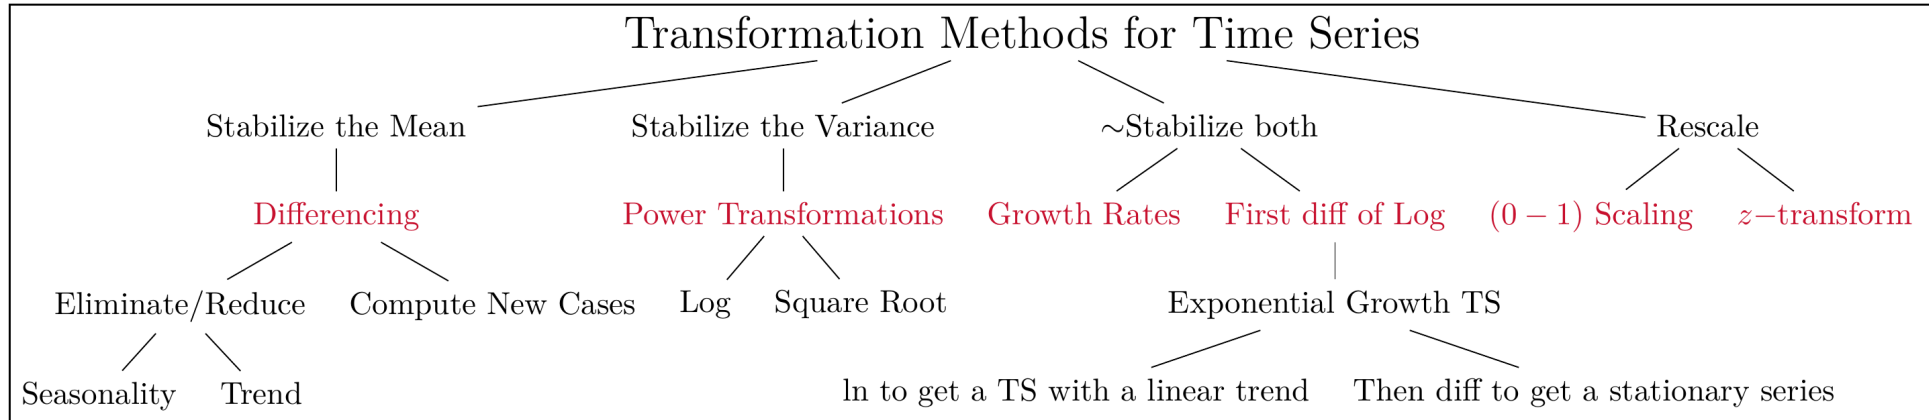 Transformation Methods for Time Series
Stabilize the Mean
Stabilize the Variance
∼Stabilize both
Rescale
Differencing
Power Transformations
Growth Rates
First diff of Log
(0 − 1) Scaling
z−transform
Eliminate/Reduce
Compute New Cases
Log
Square Root
Exponential Growth TS
Seasonality
Trend
ln to get a TS with a linear trend
Then diff to get a stationary series